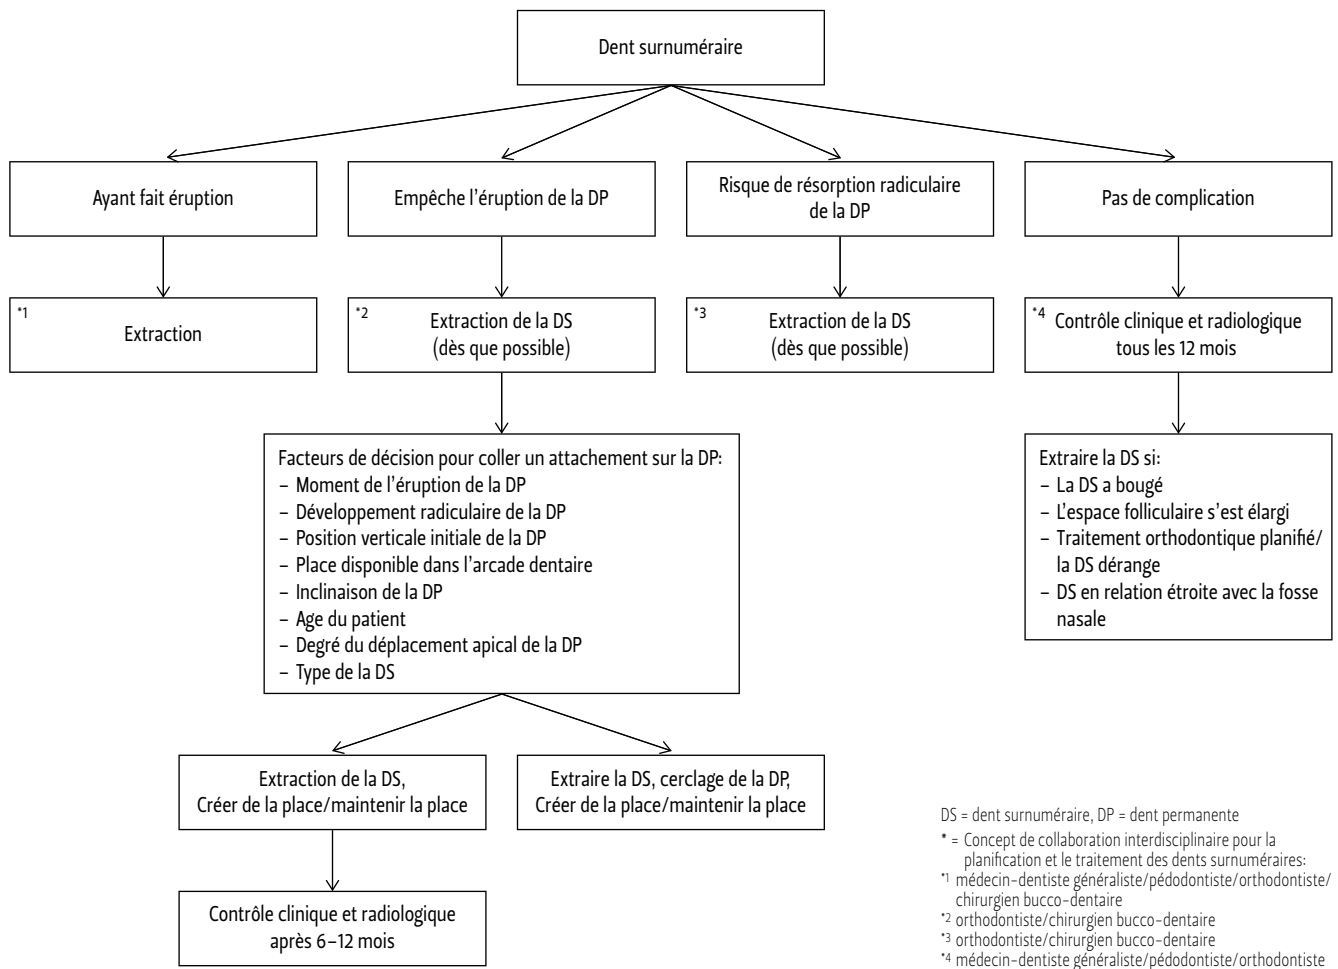 Dent surnuméraire
Ayant fait éruption
Empêche l'éruption de la DP
Risque de résorption radiculaire
de la DP
Pas de complication
*1
Extraction
*2
Extraction de la DS
(dès que possible)
*3
Extraction de la DS
(dès que possible)
*4 Contrôle clinique et radiologique
tous les 12 mois
Facteurs de décision pour coller un attachement sur la DP:
– Moment de l'éruption de la DP
– Développement radiculaire de la DP
– Position verticale initiale de la DP
– Place disponible dans l'arcade dentaire
– Inclinaison de la DP
– Age du patient
– Degré du déplacement apical de la DP
– Type de la DS
Extraire la DS si:
– La DS a bougé
– L'espace folliculaire s'est élargi
– Traitement orthodontique planifié/
la DS dérange
– DS en relation étroite avec la fosse
nasale
Extraction de la DS,
Créer de la place/maintenir la place
Extraire la DS, cerclage de la DP,
Créer de la place/maintenir la place
Contrôle clinique et radiologique
après 6–12 mois
DS = dent surnuméraire, DP = dent permanente
* = Concept de collaboration interdisciplinaire pour la
planification et le traitement des dents surnuméraires:
*1 médecin-dentiste généraliste/pédodontiste/orthodontiste/
chirurgien bucco-dentaire
*2 orthodontiste/chirurgien bucco-dentaire
*3 orthodontiste/chirurgien bucco-dentaire
*4 médecin-dentiste généraliste/pédodontiste/orthodontiste